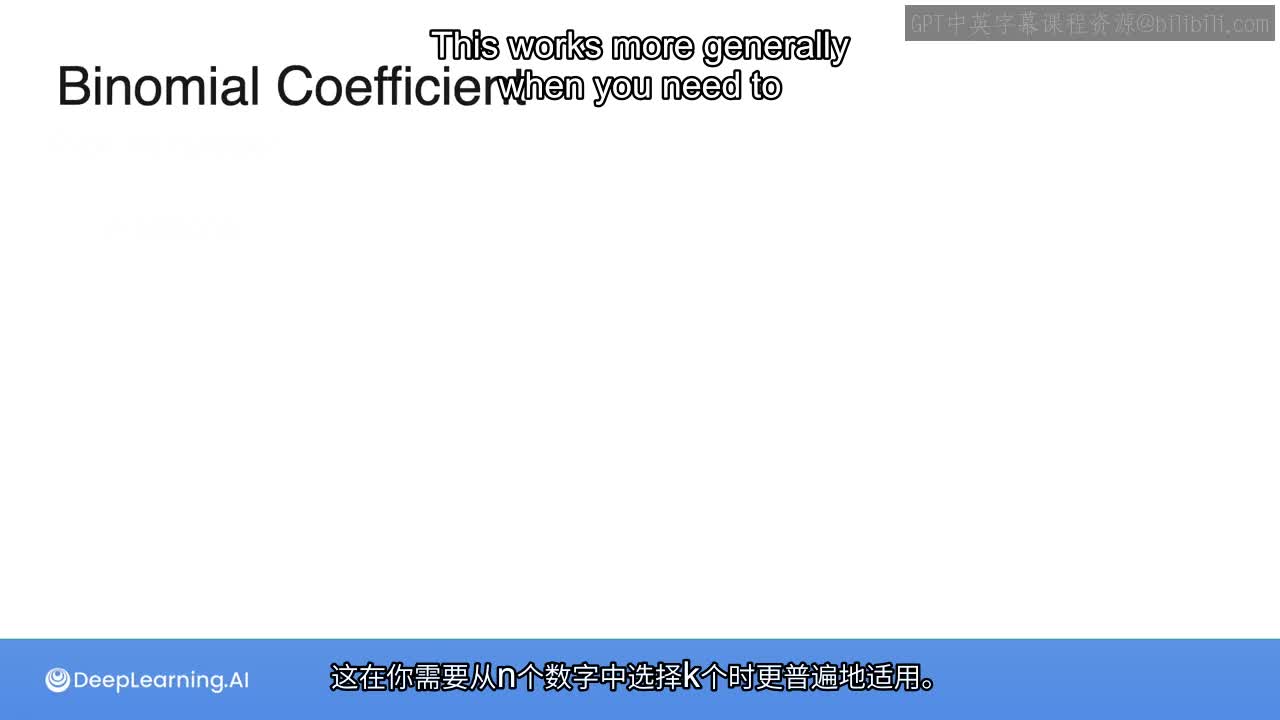 GPT中英字幕课程资源@bilibili.com
This works more generally
Binomial Coefficient
when you need to
这在你需要从n个数字中选择k个时更普遍地适用。
DeepLearning.AI